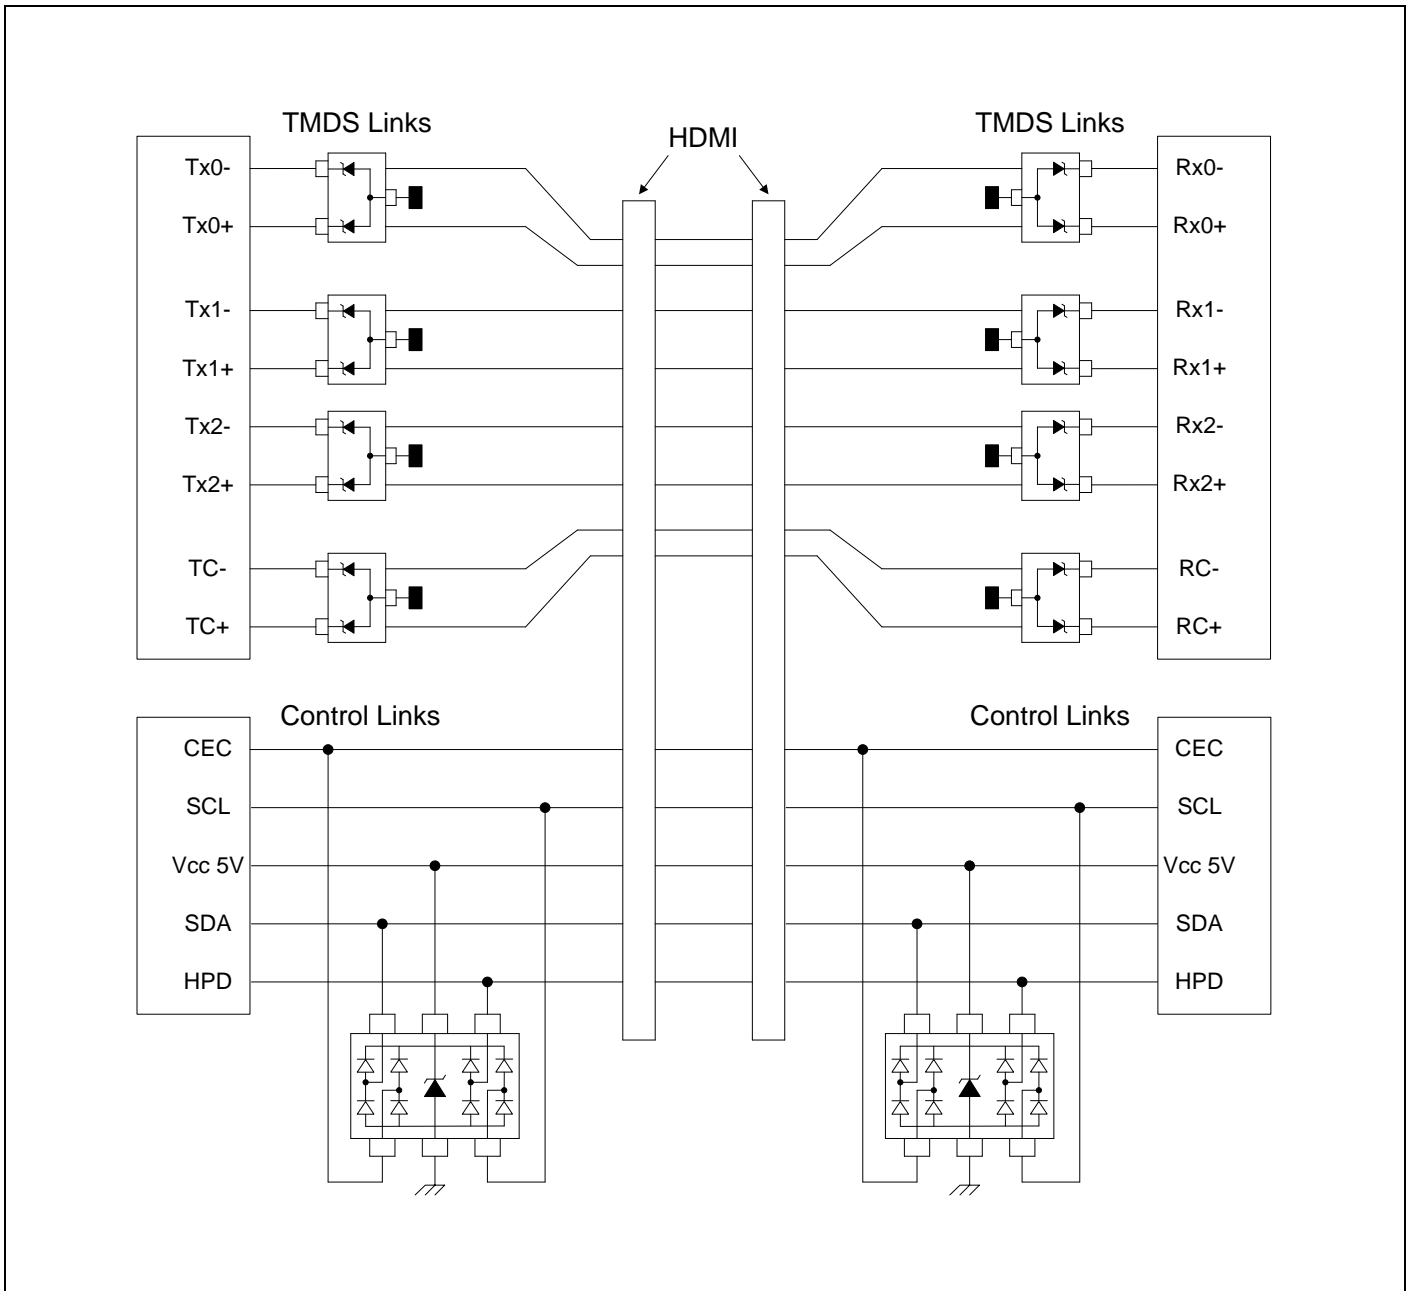 TMDS Links
HDMI
TMDS Links
Tx0-
Tx0+
Tx1-
Tx1+
Tx2-
Tx2+
TC-
TC+
Rx0-
Rx0+
Rx1-
Rx1+
Rx2-
Rx2+
RC-
RC+
Control Links
Control Links
CEC
SCL
Vcc 5V
SDA
HPD
CEC
SCL
Vcc 5V
SDA
HPD